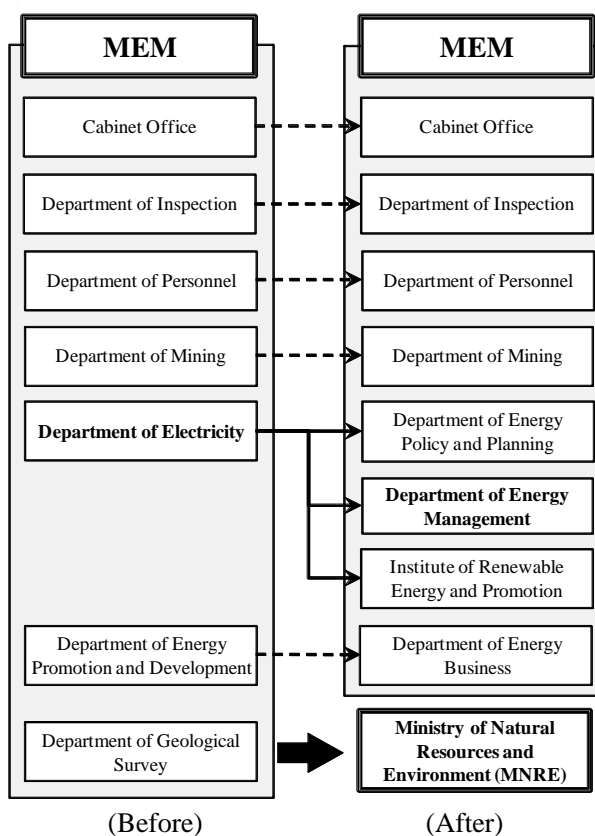 MEM
MEM
Cabinet Office
Cabinet Office
Department of Inspection
Department of Inspection
Department of Personnel
Department of Personnel
Department of Mining
Department of Mining
Department of Electricity
Department of Energy
Policy and Planning
Department of Energy
Management
Institute of Renewable
Energy and Promotion
Department of Energy
Promotion and Development
Department of Energy
Business
Department of Geological
Survey
Ministry of Natural
Resources and
Environment (MNRE)
(Before)
(After)